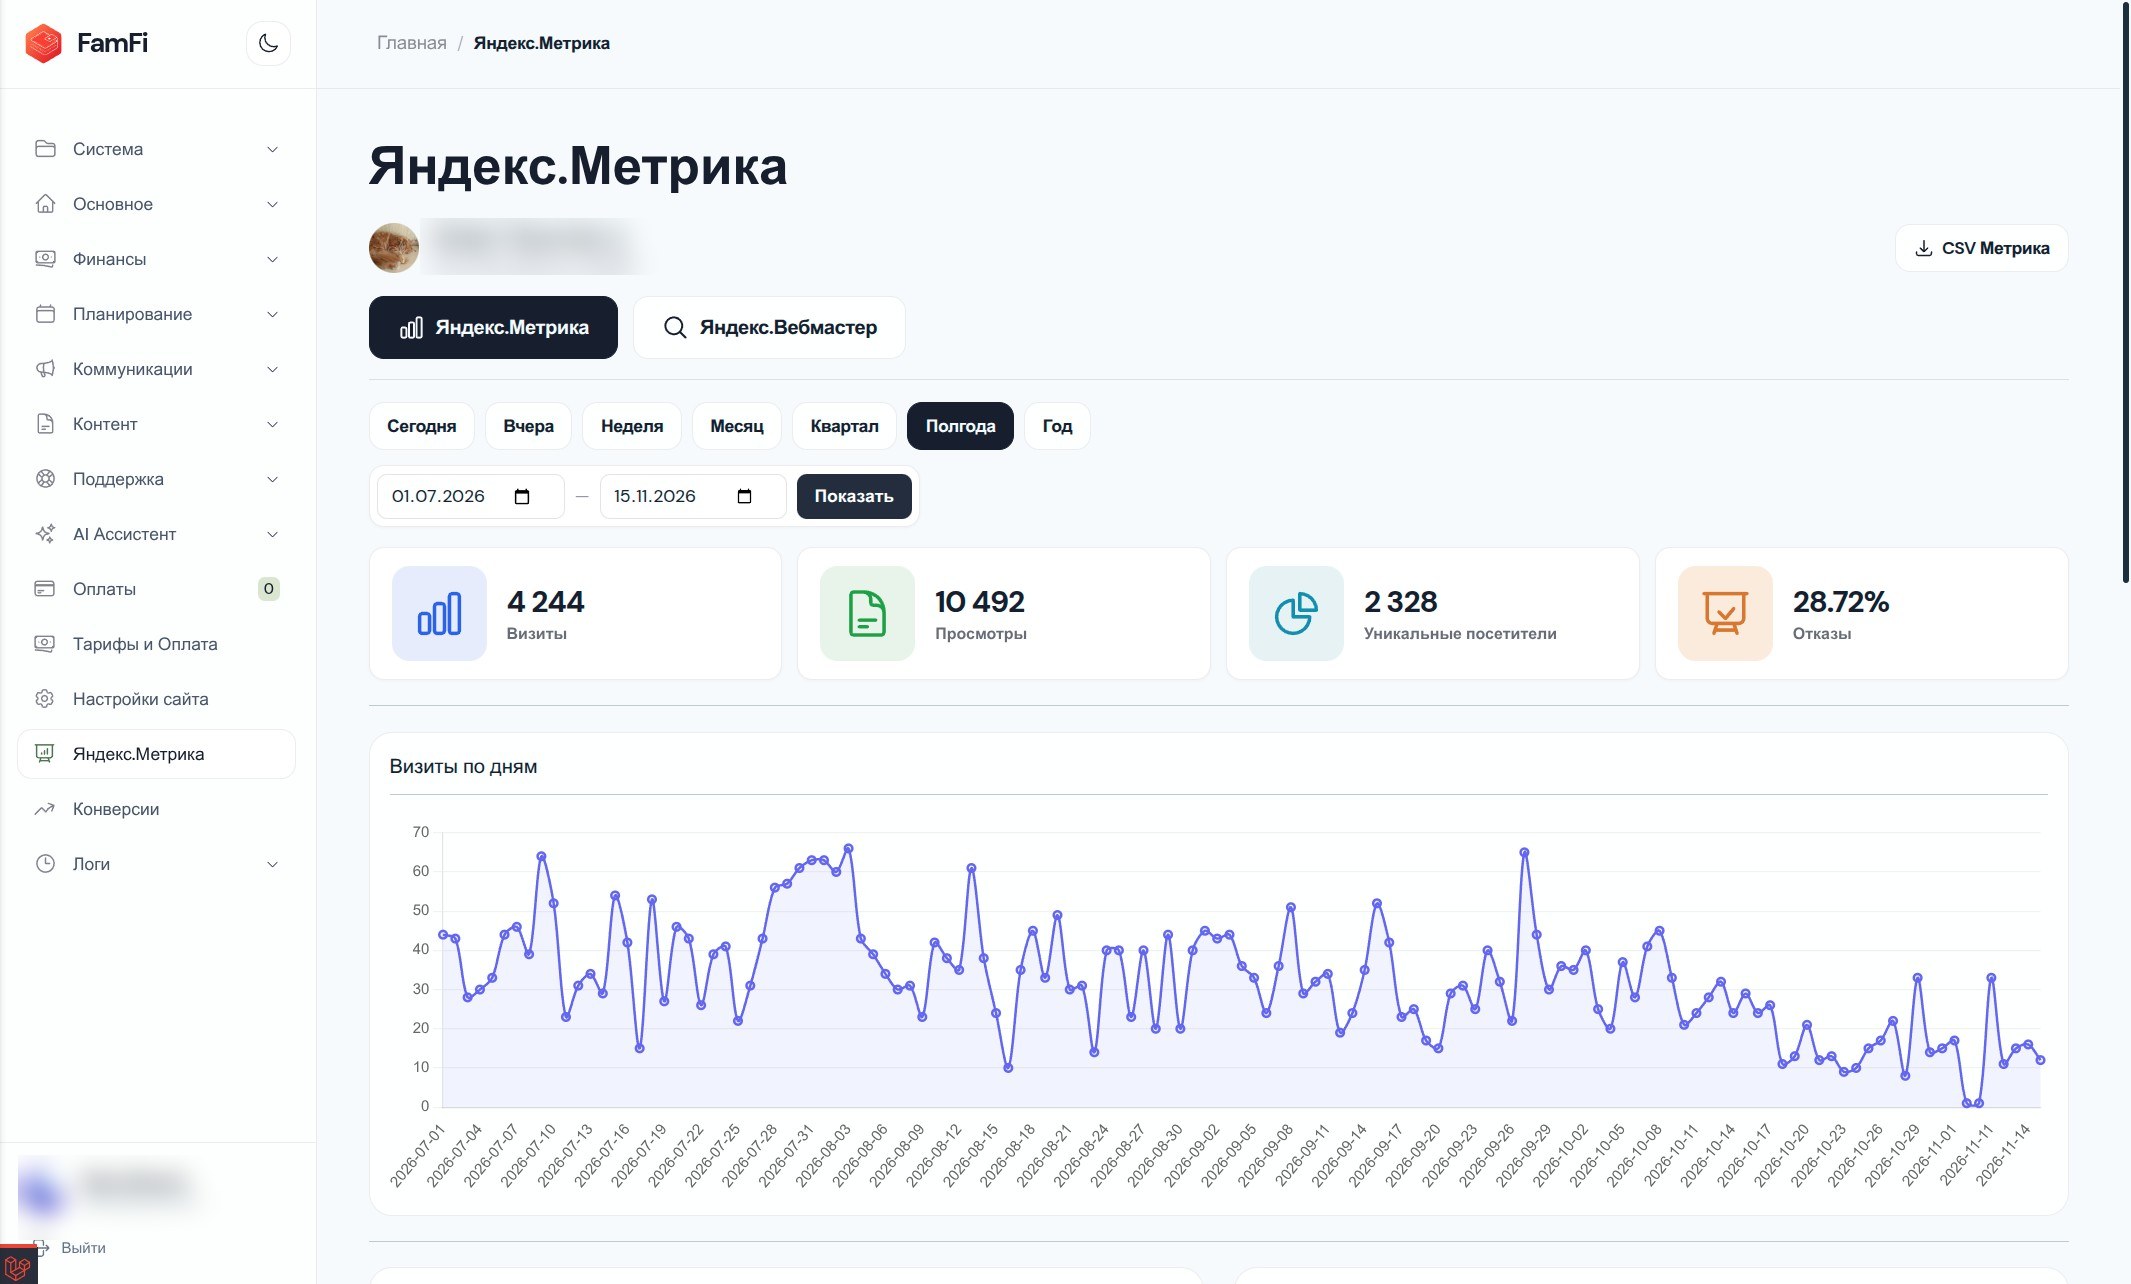 FamFi
Главная / Яндекс.Метрика
Система
Основное
Финансы
Планирование
Коммуникации
Контент
Поддержка
AI Ассистент
Оплаты 0
Тарифы и Оплата
Настройки сайта
Яндекс.Метрика
Конверсии
Логи
Выйти
Яндекс.Метрика
CSV Метрика
Яндекс.Метрика
Яндекс.Вебмастер
Сегодня
Вчера
Неделя
Месяц
Квартал
Полгода
Год
01.07.2026 — 15.11.2026 Показать
4 244
Визиты
10 492
Просмотры
2 328
Уникальные посетители
28.72%
Отказы
Визиты по дням
70
60
50
40
30
20
10
0
2026-07-01
2026-07-04
2026-07-07
2026-07-10
2026-07-13
2026-07-16
2026-07-19
2026-07-22
2026-07-25
2026-07-28
2026-07-31
2026-08-03
2026-08-06
2026-08-09
2026-08-12
2026-08-15
2026-08-18
2026-08-21
2026-08-24
2026-08-27
2026-08-30
2026-09-02
2026-09-05
2026-09-08
2026-09-11
2026-09-14
2026-09-17
2026-09-20
2026-09-23
2026-09-26
2026-09-29
2026-10-02
2026-10-05
2026-10-08
2026-10-11
2026-10-14
2026-10-17
2026-10-20
2026-10-23
2026-10-26
2026-10-29
2026-11-01
2026-11-11
2026-11-14